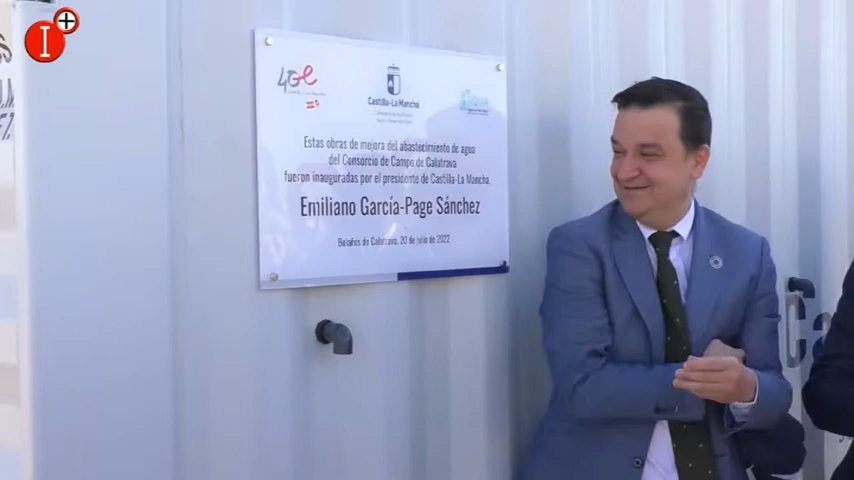 I
40
Castilla-La Mancha
Estas obras de mejora del abastecimiento de agua
del Consorcio de Campo de Calatrava
fueron inauguradas por el presidente de Castilla-La Mancha,
Emiliano García-Page Sánchez
Bolaños de Calatrava, 20 de julio de 2022